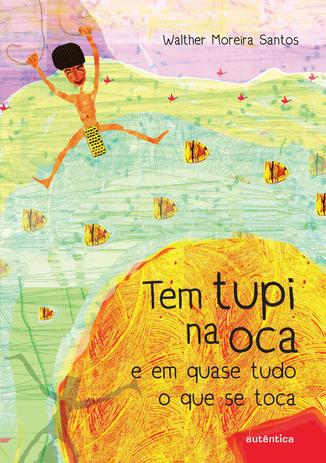 Walther Moreira Santos
Tem tupi
na oca
e em quase tudo
o que se toca
autêntica